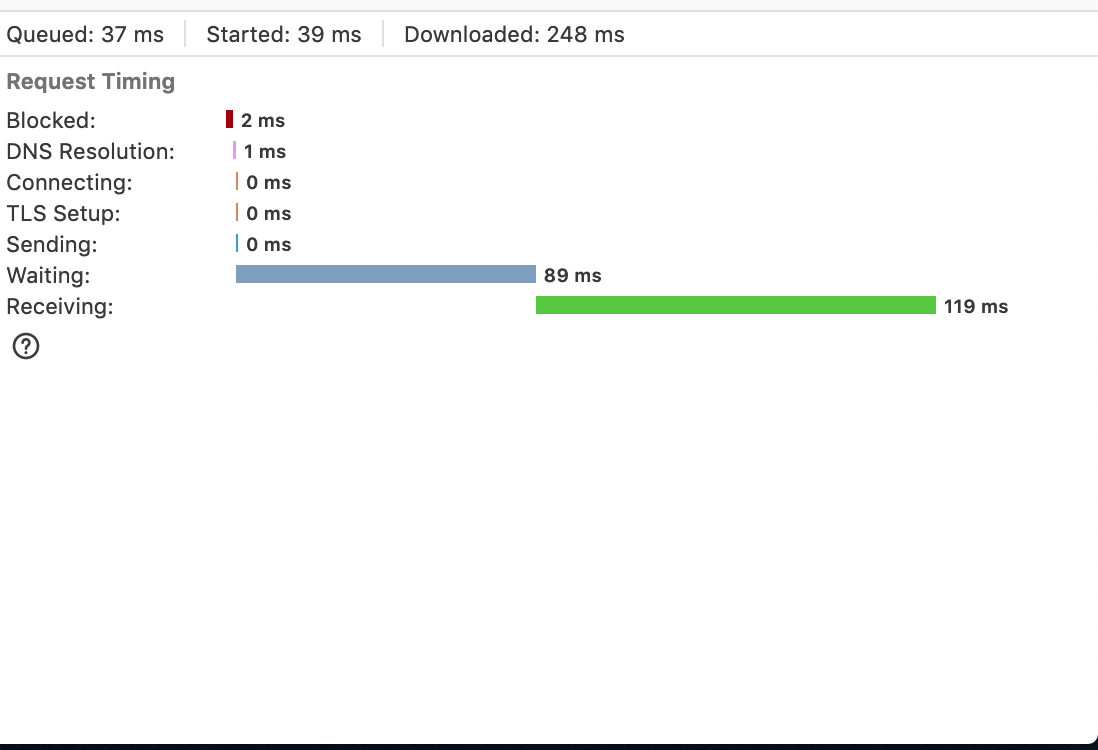 Queued: 37 ms Started: 39 ms Downloaded: 248 ms
Request Timing
Blocked: 2 ms
DNS Resolution: 1 ms
Connecting: 0 ms
TLS Setup: 0 ms
Sending: 0 ms
Waiting: 89 ms
Receiving: 119 ms
?